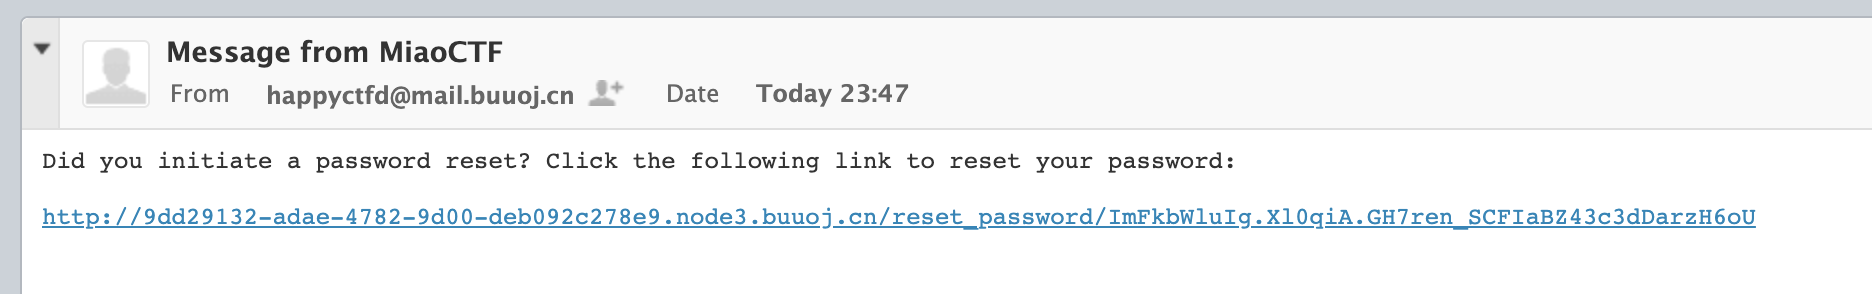 Message from MiaoCTF
From happyctfd@mail.buuoj.cn Date Today 23:47
Did you initiate a password reset? Click the following link to reset your password:
http://9dd29132-adae-4782-9d00-deb092c278e9.node3.buuoj.cn/reset_password/ImFkbWluIg.Xl0qiA.GH7ren_SCFIaBZ43c3dDarzH6oU